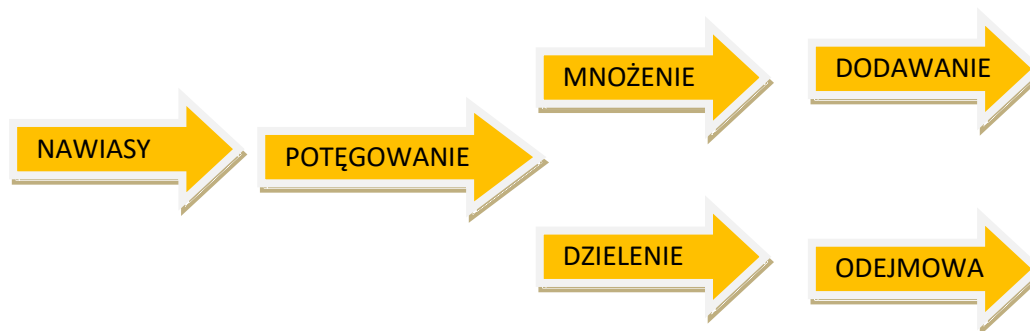 NAWIASY
POTĘGOWANIE
MNOŻENIE
DZIELENIE
DODAWANIE
ODEJMOWA